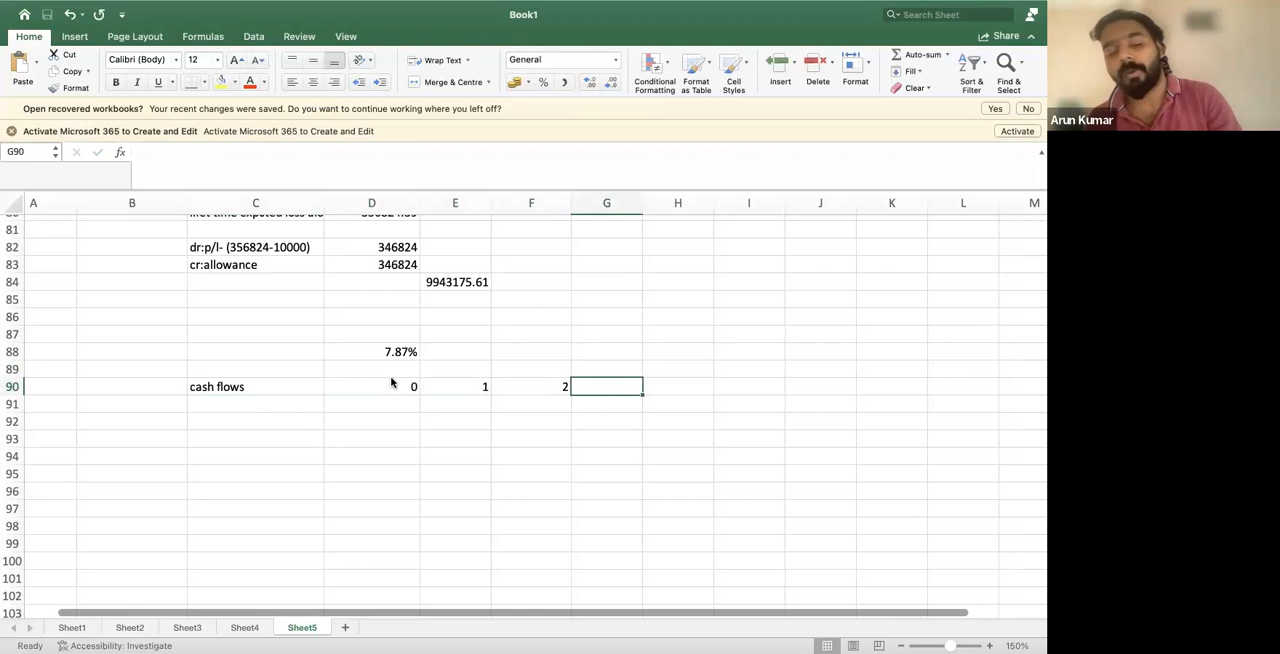 Book1
Search Sheet
Home Insert Page Layout Formulas Data Review View Share
Paste Cut Copy Format
Calibri (Body) 12 A A
B I U A
Wrap Text
Merge & Centre
General
%
Conditional Formatting
Format as Table
Cell Styles
Insert Delete Format
Auto-sum
Fill
Clear
Sort & Filter
Find & Select
Open recovered workbooks? Your recent changes were saved. Do you want to continue working where you left off? Yes No
Activate Microsoft 365 to Create and Edit Activate Microsoft 365 to Create and Edit Activate
Arun Kumar
G90 fx
A B C D E F G H I J K L M
81
82 dr:p/l- (356824-10000) 346824
83 cr:allowance 346824
84 9943175.61
85
86
87
88 7.87%
89
90 cash flows 0 1 2
91
92
93
94
95
96
97
98
99
100
101
102
103
Sheet1 Sheet2 Sheet3 Sheet4 Sheet5 +
Ready Accessibility: Investigate 150%